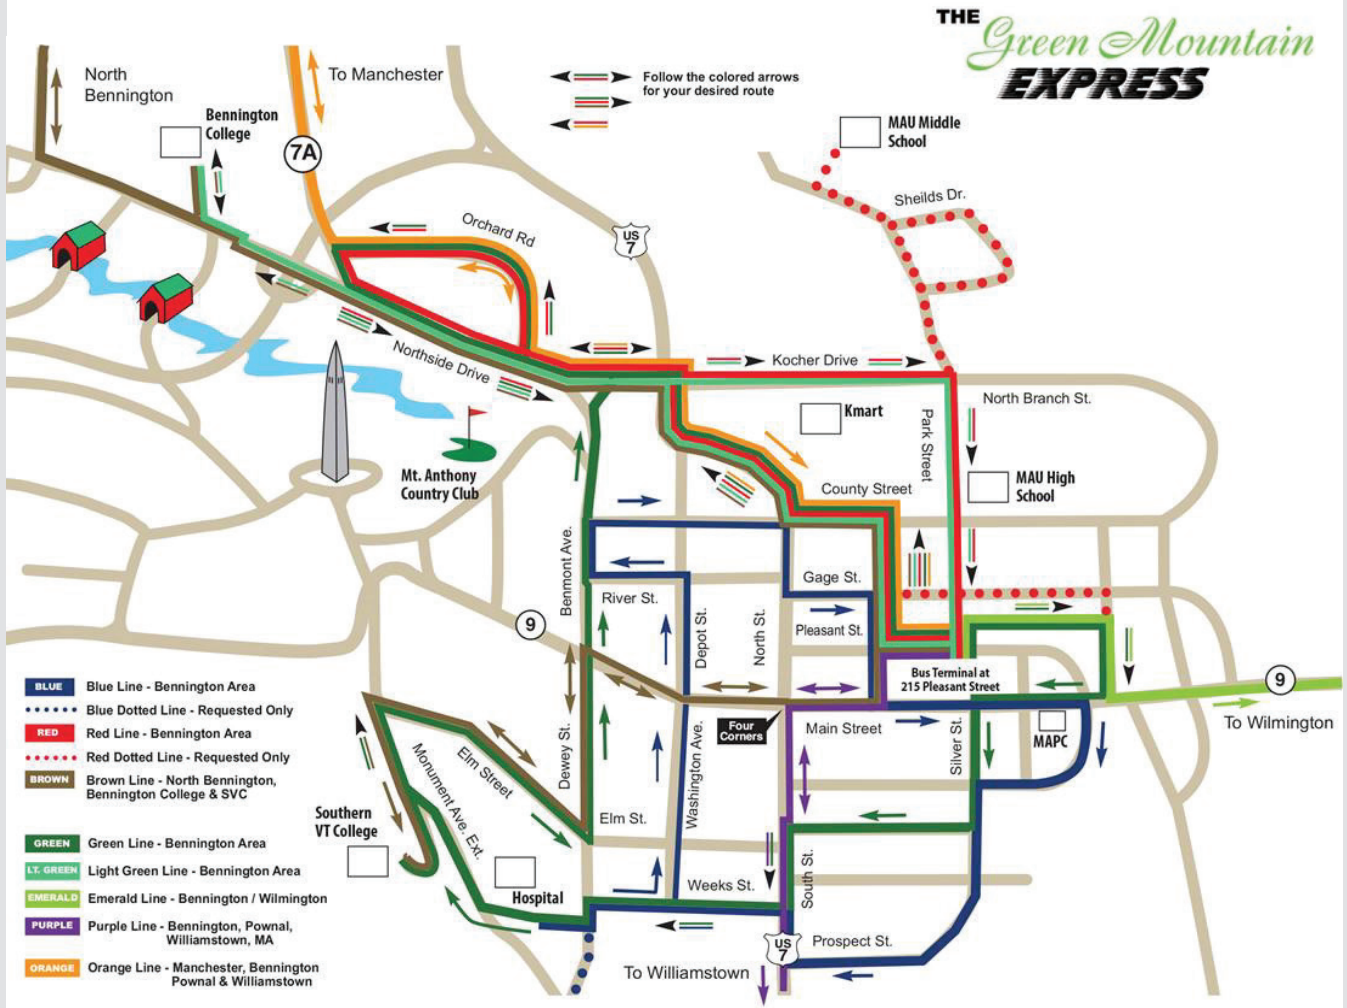 THE
Green Mountain
EXPRESS
North
Bennington
To Manchester
Follow the colored arrows
for your desired route
Bennington
College
7A
MAU Middle
School
Sheilds Dr.
Orchard Rd
US
7
Northside Drive
Kocher Drive
North Branch St.
Kmart
Park Street
MAU High
School
Mt. Anthony
Country Club
County Street
Benmont Ave.
Gage St.
River St.
Depot St.
North St.
Pleasant St.
9
Bus Terminal at
215 Pleasant Street
9
To Wilmington
Four
Corners
Main Street
Silver St.
MAPC
Dewey St.
Elm Street
Monument Ave. Ext.
Washington Ave.
Elm St.
Southern
VT College
Hospital
Weeks St.
South St.
US
7
Prospect St.
To Williamstown
BLUE Blue Line - Bennington Area
Blue Dotted Line - Requested Only
RED Red Line - Bennington Area
Red Dotted Line - Requested Only
BROWN Brown Line - North Bennington,
Bennington College & SVC
GREEN Green Line - Bennington Area
LT. GREEN Light Green Line - Bennington Area
EMERALD Emerald Line - Bennington / Wilmington
PURPLE Purple Line - Bennington, Pownal,
Williamstown, MA
ORANGE Orange Line - Manchester, Bennington
Pownal & Williamstown